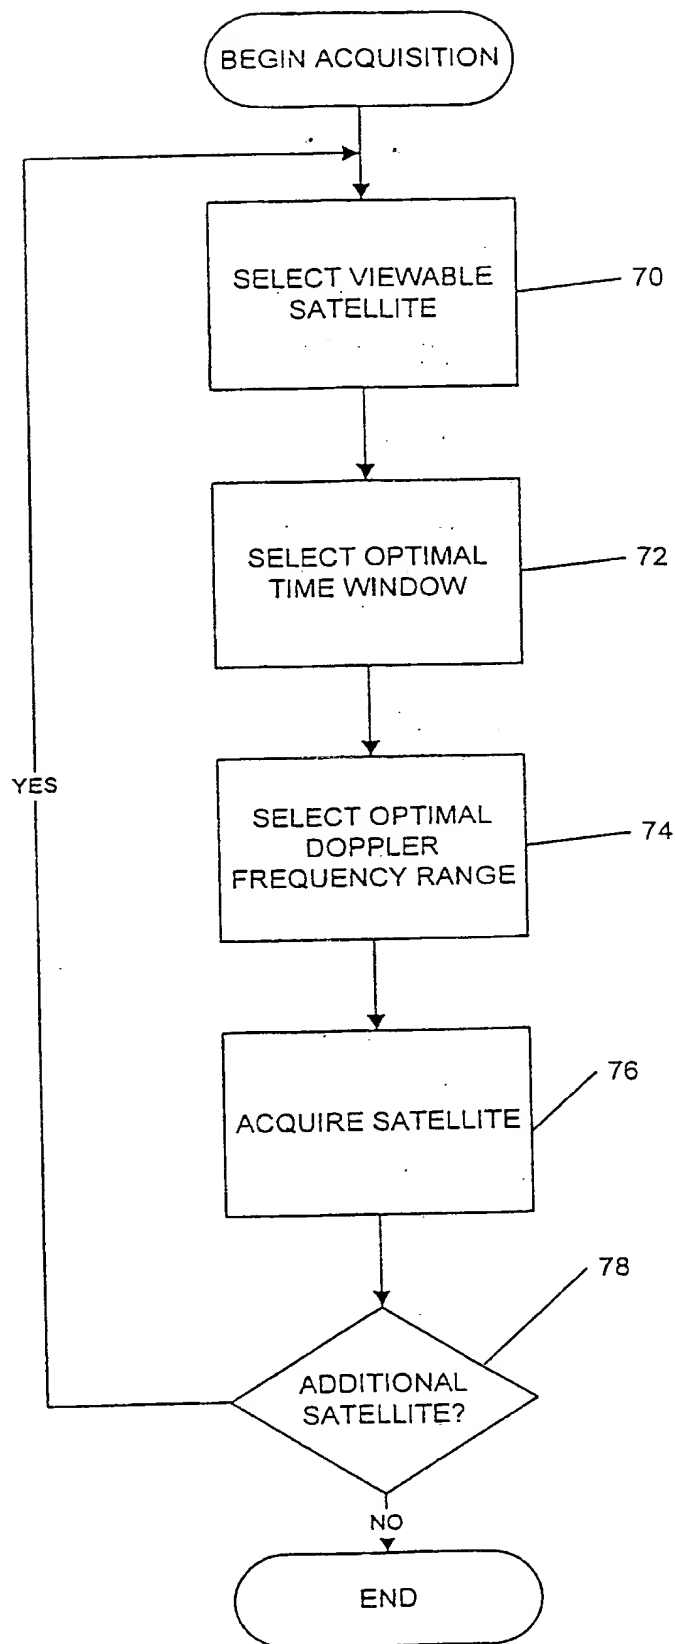 BEGIN ACQUISITION
SELECT VIEWABLE
SATELLITE
70
SELECT OPTIMAL
TIME WINDOW
72
YES
SELECT OPTIMAL
DOPPLER
FREQUENCY RANGE
74
ACQUIRE SATELLITE
76
78
ADDITIONAL
SATELLITE?
NO
END